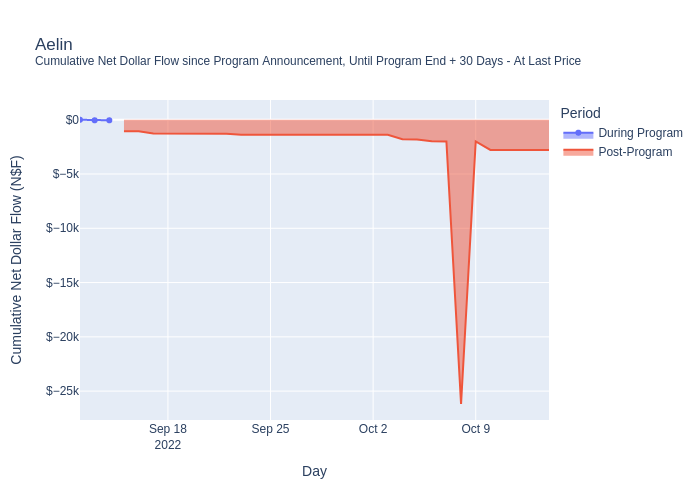 Aelin
Cumulative Net Dollar Flow since Program Announcement, Until Program End + 30 Days - At Last Price
Cumulative Net Dollar Flow (N$F)
$0
$−5k
$−10k
$−15k
$−20k
$−25k
Sep 18
2022
Sep 25
Oct 2
Oct 9
Day
Period
During Program
Post-Program